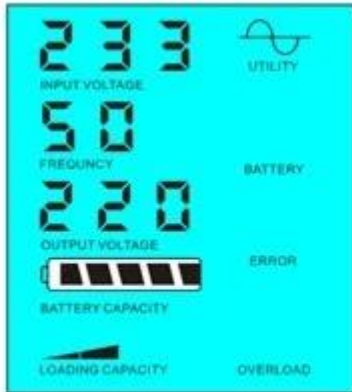 233
INPUT VOLTAGE
UTILITY
50
FREQUNCY
BATTERY
220
OUTPUT VOLTAGE
ERROR
BATTERY CAPACITY
LOADING CAPACITY
OVERLOAD